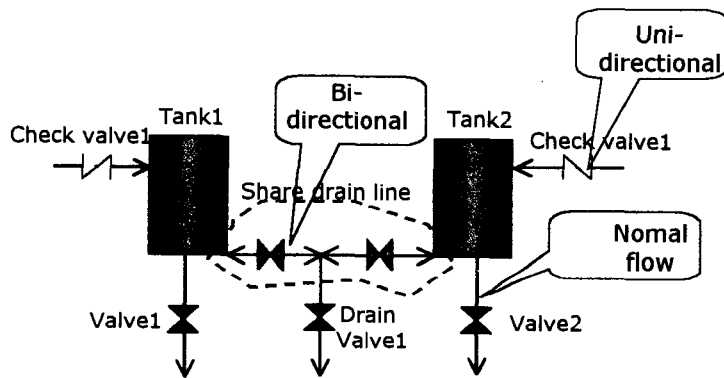 Uni-
directional
Bi-
directional
Tank1
Tank2
Check valve1
Check valve1
Share drain line
Nomal
flow
Valve1
Drain
Valve1
Valve2